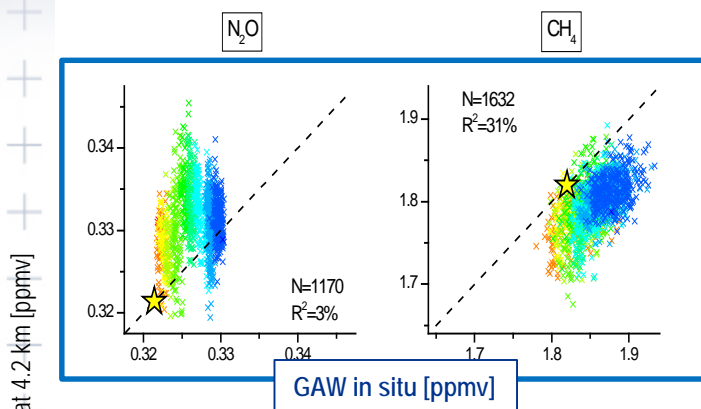 N₂O
CH₄
at 4.2 km [ppmv]
0.34
0.33
0.32
0.32
0.33
0.34
N=1170
R²=3%
1.9
1.8
1.7
1.7
1.8
1.9
N=1632
R²=31%
GAW in situ [ppmv]